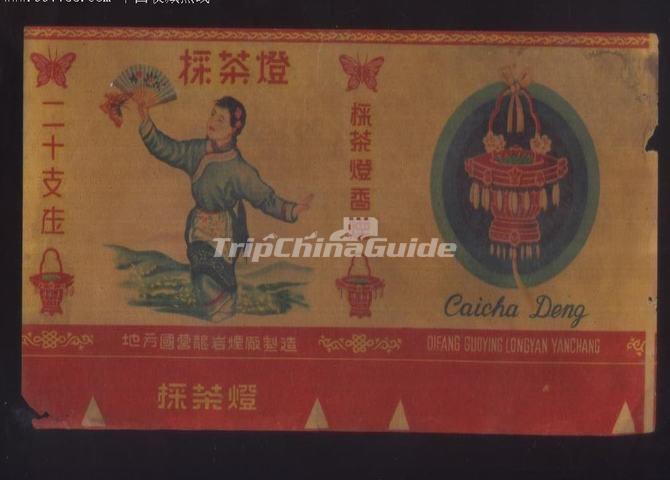 採茶燈
二十支庄
採茶燈香
TripChinaGuide
Caicha Deng
地方國營龍岩煙廠製造
DIFANG GUOYING LONGYAN YANCHANG
採茶燈